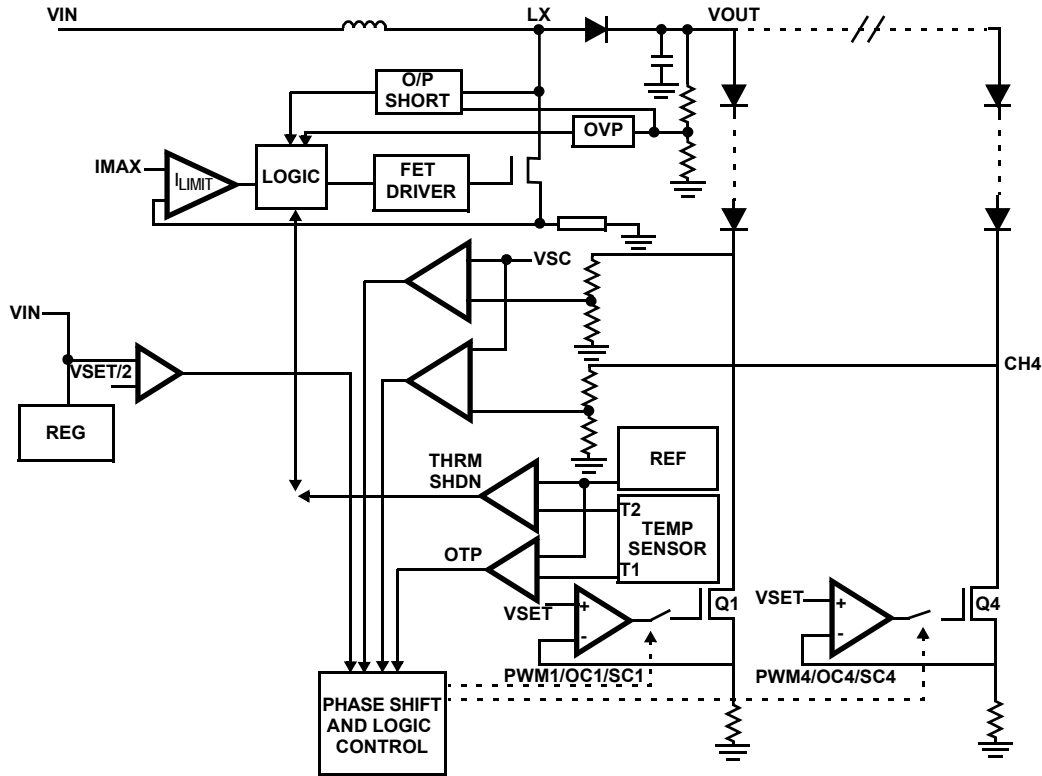 VIN
LX
VOUT
O/P
SHORT
OVP
IMAX
ILIMIT
LOGIC
FET
DRIVER
VSC
VIN
VSET/2
REG
CH4
THRM
SHDN
REF
T2
TEMP
SENSOR
T1
OTP
VSET
+
-
Q1
VSET
+
-
Q4
PWM1/OC1/SC1
PWM4/OC4/SC4
PHASE SHIFT
AND LOGIC
CONTROL